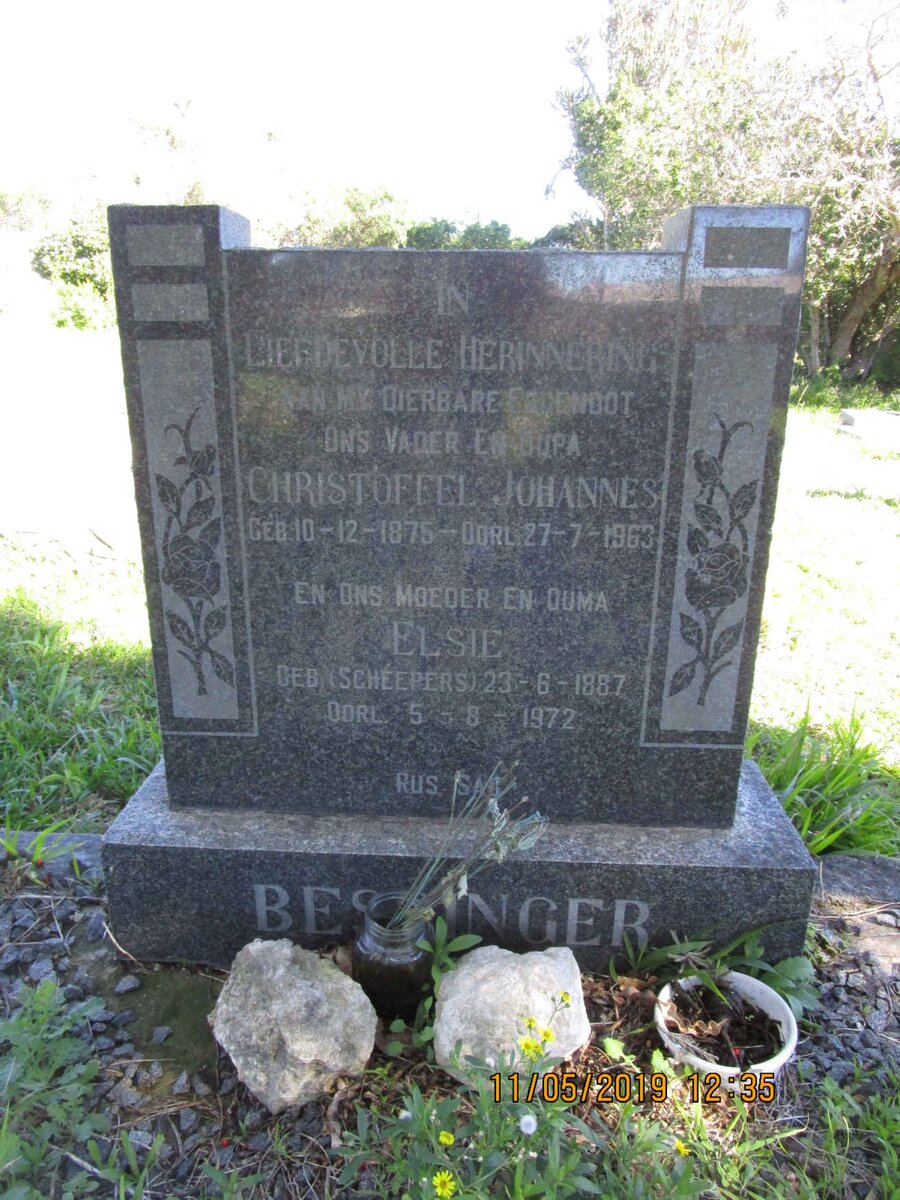 IN
LIEFDEVOLLE HERINNERING
AAN MY DIERBARE EGGENOOT
ONS VADER EN OUPA
CHRISTOFFEL JOHANNES
GEB. 10-12-1875 - OORL. 27-7-1963
EN ONS MOEDER EN OUMA
ELSIE
GEB. (SCHEEPERS) 23-6-1887
OORL. 5-8-1972
RUS SAG
BESSINGER
11/05/2019 12:35